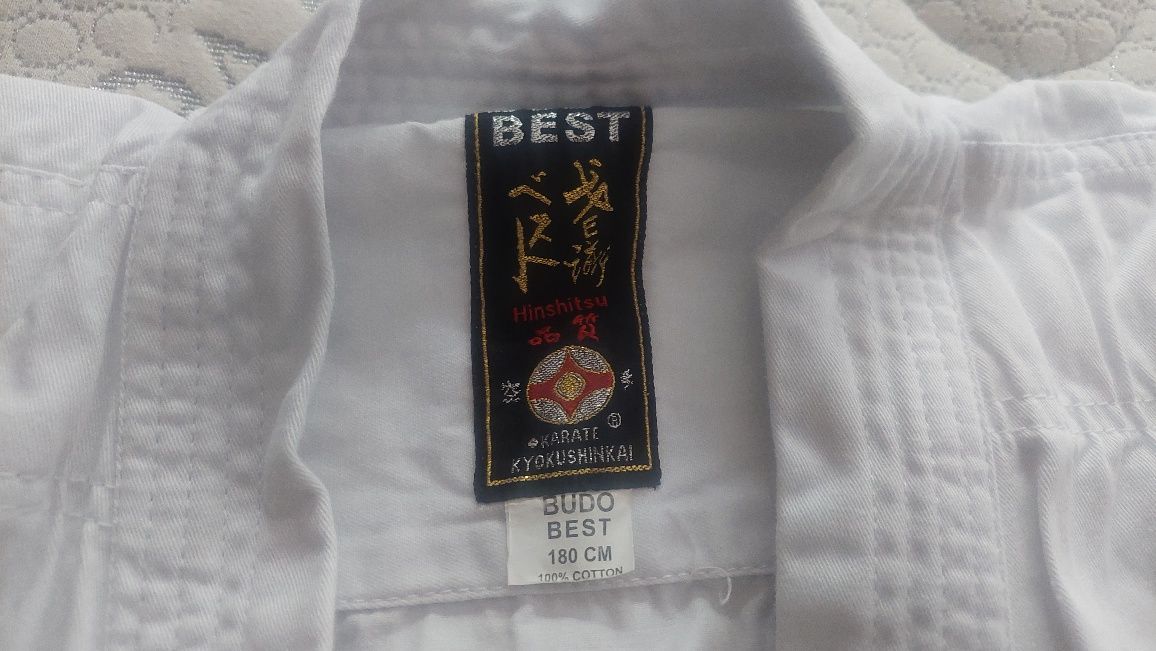 BEST
ベスト
Hinshitsu
品質
®
KARATE
KYOKUSHINKAI
BUDO
BEST
180 CM
100% COTTON